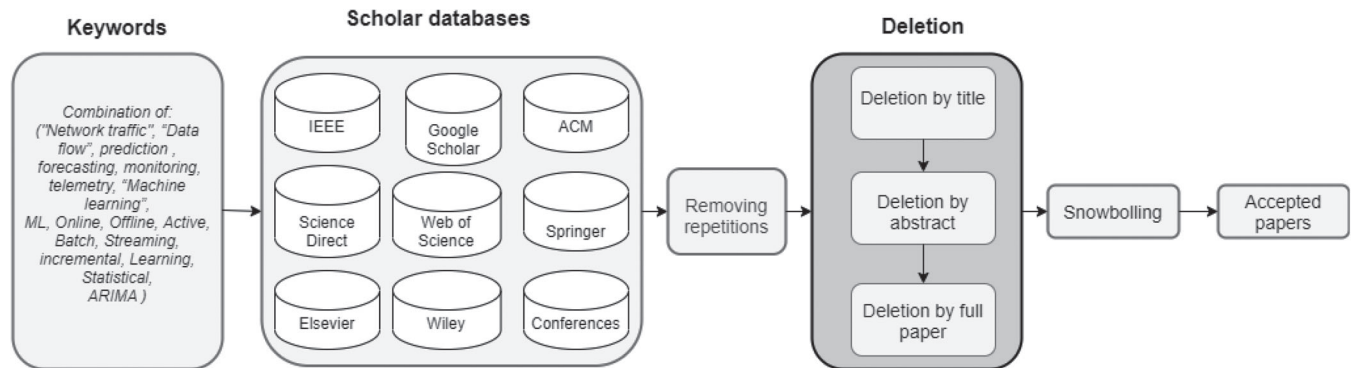 Keywords
Combination of:
("Network traffic", "Data
flow", prediction ,
forecasting, monitoring,
telemetry, "Machine
learning",
ML, Online, Offline, Active,
Batch, Streaming,
incremental, Learning,
Statistical,
ARIMA )
Scholar databases
IEEE
Google
Scholar
ACM
Science
Direct
Web of
Science
Springer
Elsevier
Wiley
Conferences
Removing
repetitions
Deletion
Deletion by title
Deletion by
abstract
Deletion by full
paper
Snowbolling
Accepted
papers